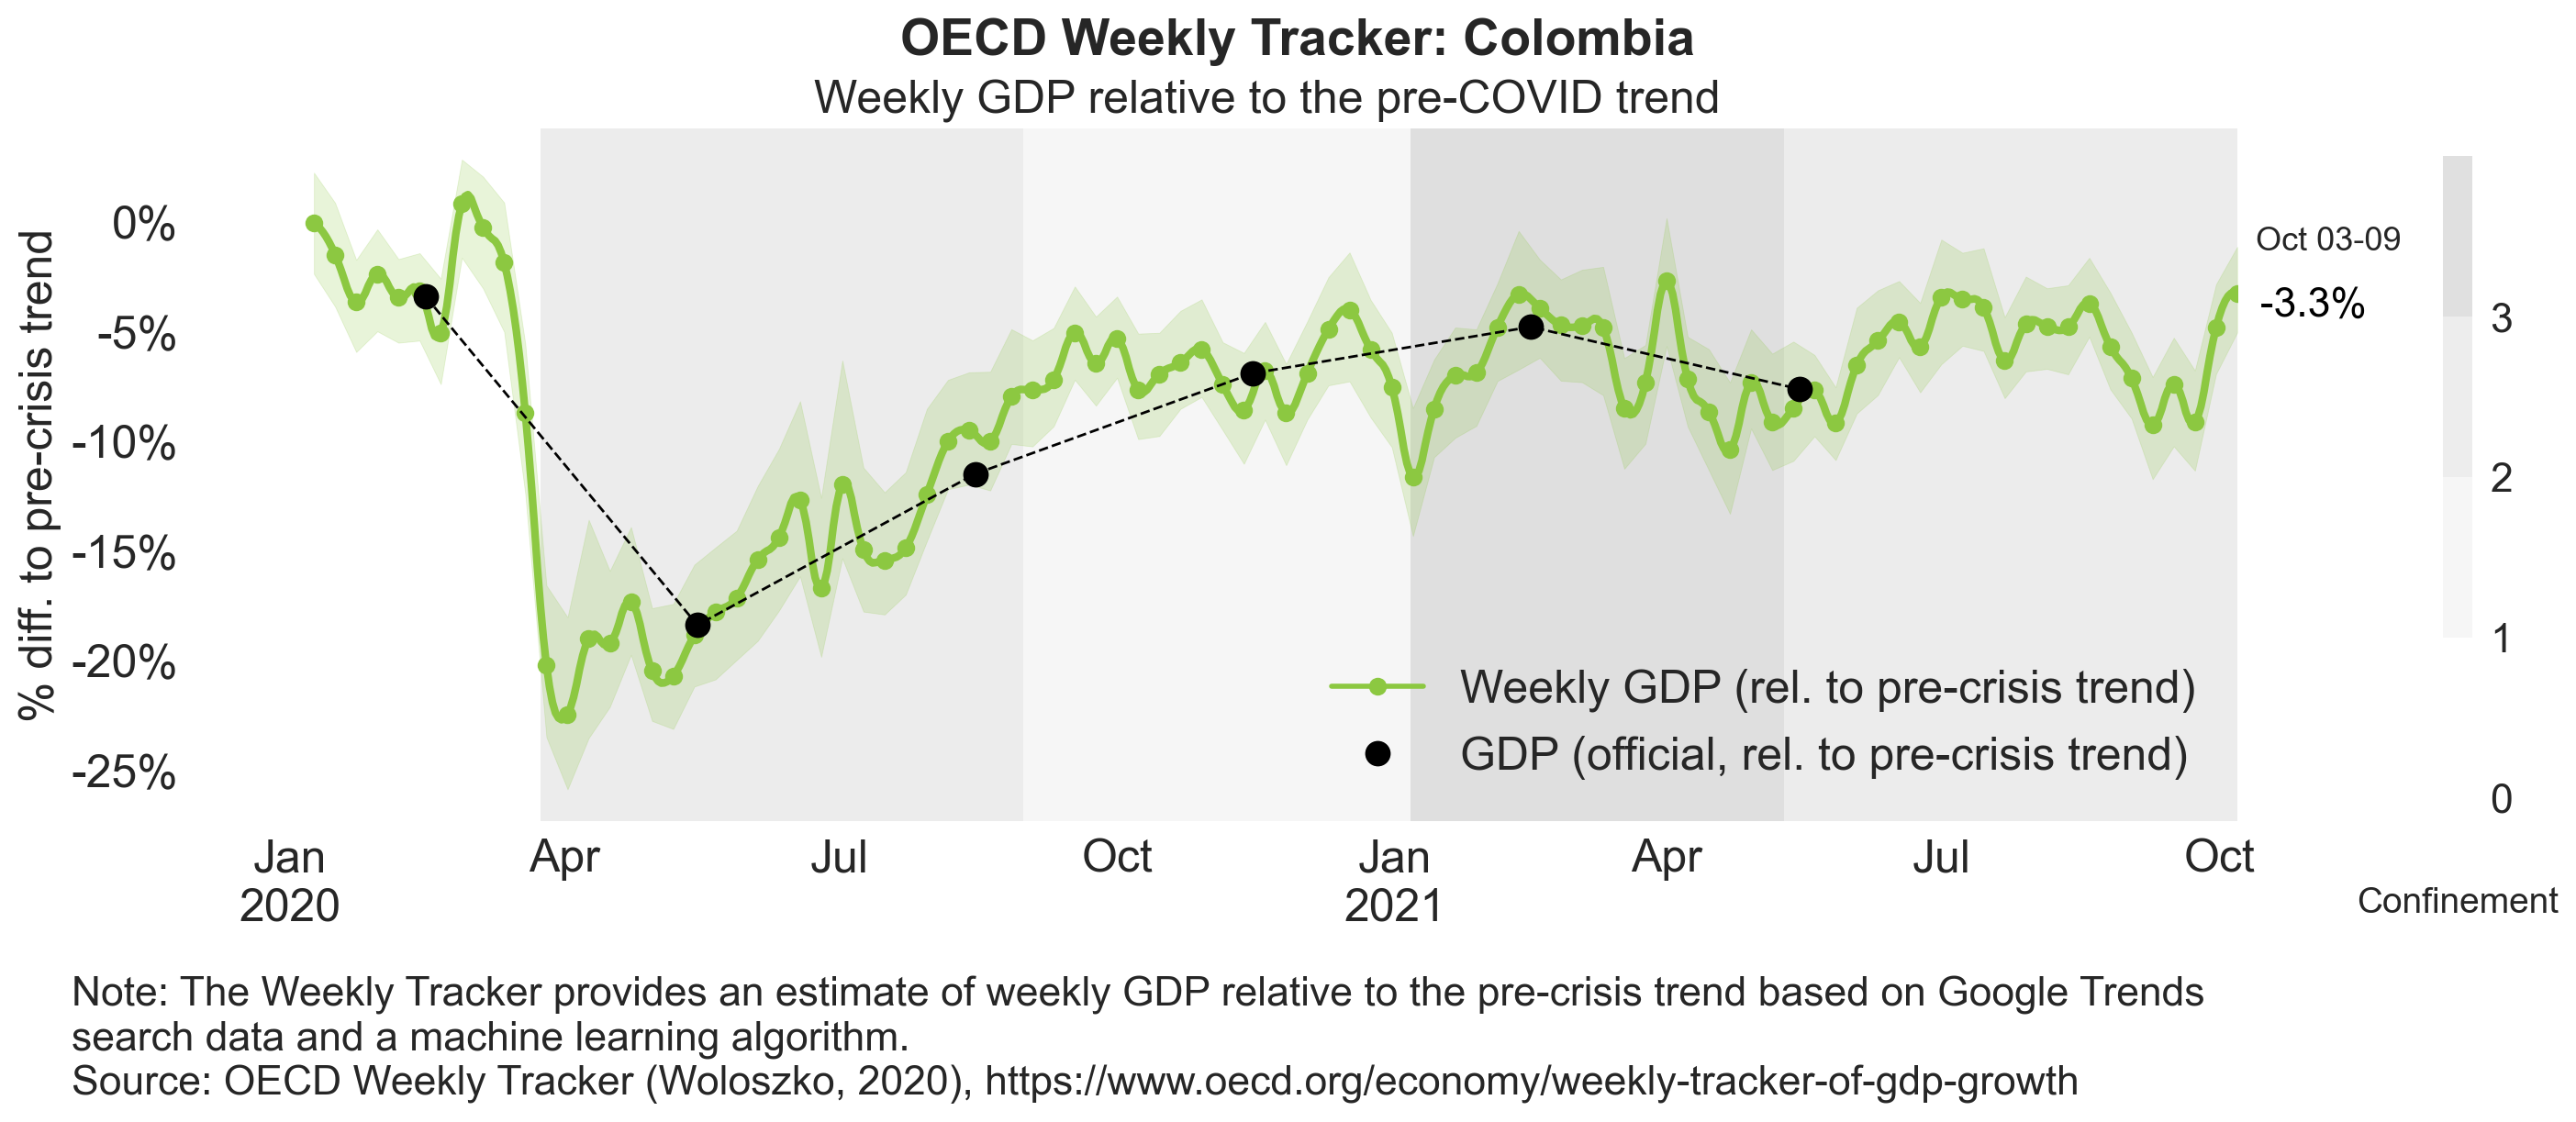 OECD Weekly Tracker: Colombia
Weekly GDP relative to the pre-COVID trend
% diff. to pre-crisis trend
0%
-5%
-10%
-15%
-20%
-25%
Jan
2020
Apr
Jul
Oct
Jan
2021
Apr
Jul
Oct
Oct 03-09
-3.3%
Weekly GDP (rel. to pre-crisis trend)
GDP (official, rel. to pre-crisis trend)
3
2
1
0
Confinement
Note: The Weekly Tracker provides an estimate of weekly GDP relative to the pre-crisis trend based on Google Trends
search data and a machine learning algorithm.
Source: OECD Weekly Tracker (Woloszko, 2020), https://www.oecd.org/economy/weekly-tracker-of-gdp-growth